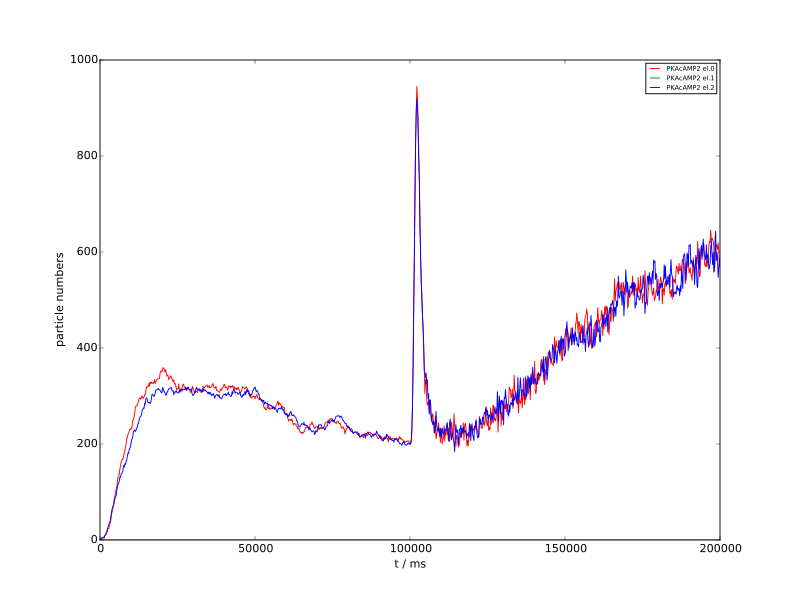 1000
800
600
400
200
0
particle numbers
0 50000 100000 150000 200000
t / ms
PKAcAMP2 el.0
PKAcAMP2 el.1
PKAcAMP2 el.2